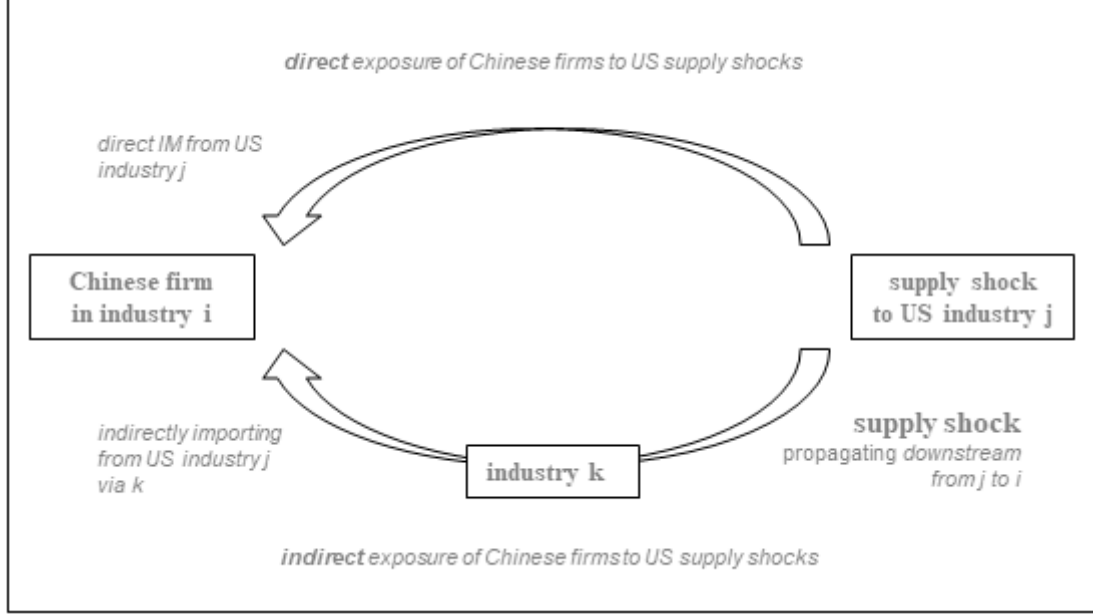 direct exposure of Chinese firms to US supply shocks
direct IM from US
industry j
Chinese firm
in industry i
supply shock
to US industry j
indirectly importing
from US industry j
via k
industry k
supply shock
propagating downstream
from j to i
indirect exposure of Chinese firms to US supply shocks